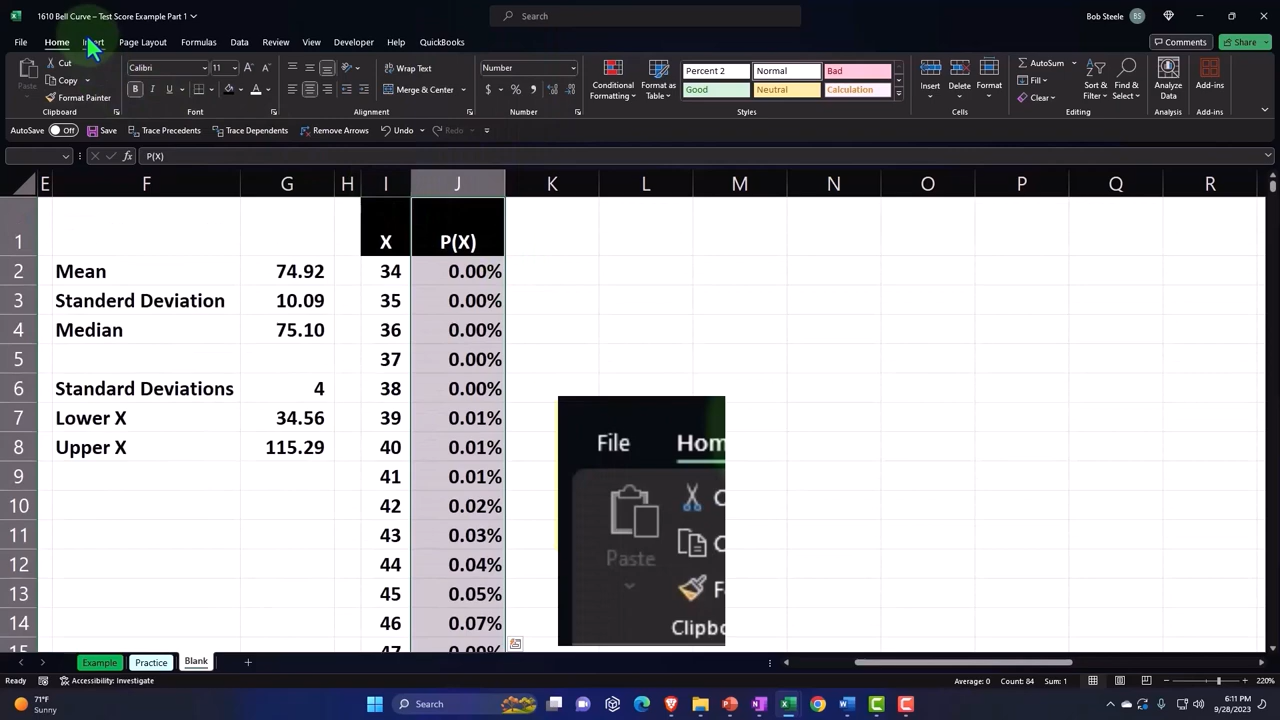 1610 Bell Curve – Test Score Example Part 1
Search
Bob Steele BS
File Home Insert Page Layout Formulas Data Review View Developer Help QuickBooks
Comments Share
Cut
Copy
Format Painter
Clipboard
Calibri 11
B
Font
Wrap Text
Merge & Center
Alignment
Number
$ % 
Number
Conditional Formatting
Format as Table
Percent 2 Normal Bad
Good Neutral Calculation
Styles
Insert Delete Format
Cells
AutoSum
Fill
Clear
Sort & Filter
Find & Select
Editing
Analyze Data
Analysis
Add-ins
Add-ins
AutoSave Off Save Trace Precedents Trace Dependents Remove Arrows Undo Redo
fx P(X)
E F G H I J K L M N O P Q R
1 X P(X)
2 Mean 74.92 34 0.00%
3 Standerd Deviation 10.09 35 0.00%
4 Median 75.10 36 0.00%
5 37 0.00%
6 Standard Deviations 4 38 0.00%
7 Lower X 34.56 39 0.01%
8 Upper X 115.29 40 0.01%
9 41 0.01%
10 42 0.02%
11 43 0.03%
12 44 0.04%
13 45 0.05%
14 46 0.07%
15 47 0.09%
File Hom
C
Paste C
F
Clipbo
Example Practice Blank
Ready Accessibility: Investigate Average: 0 Count: 84 Sum: 1 220%
71°F
Sunny
Search
6:11 PM
9/28/2023